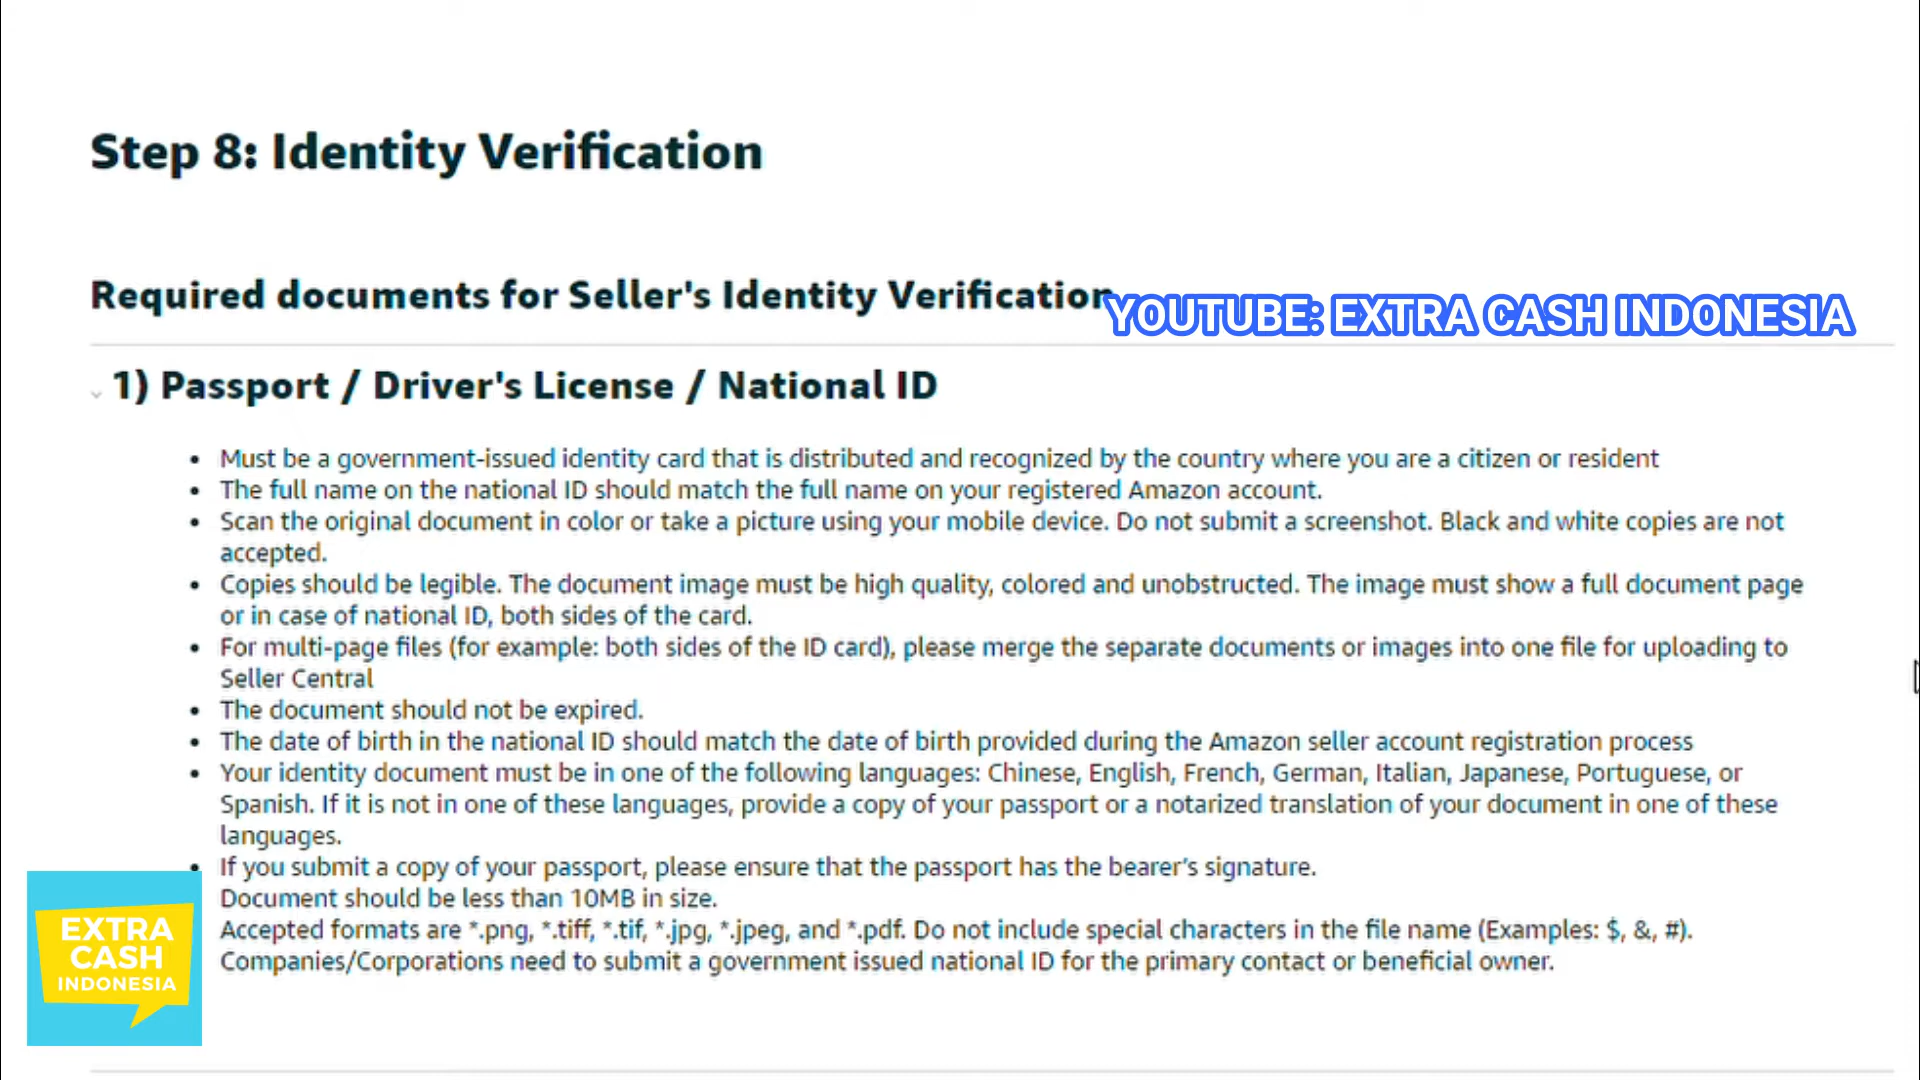 Step 8: Identity Verification
Required documents for Seller's Identity Verification
YOUTUBE: EXTRA CASH INDONESIA
1) Passport / Driver's License / National ID
• Must be a government-issued identity card that is distributed and recognized by the country where you are a citizen or resident
• The full name on the national ID should match the full name on your registered Amazon account.
• Scan the original document in color or take a picture using your mobile device. Do not submit a screenshot. Black and white copies are not
accepted.
• Copies should be legible. The document image must be high quality, colored and unobstructed. The image must show a full document page
or in case of national ID, both sides of the card.
• For multi-page files (for example: both sides of the ID card), please merge the separate documents or images into one file for uploading to
Seller Central
• The document should not be expired.
• The date of birth in the national ID should match the date of birth provided during the Amazon seller account registration process
• Your identity document must be in one of the following languages: Chinese, English, French, German, Italian, Japanese, Portuguese, or
Spanish. If it is not in one of these languages, provide a copy of your passport or a notarized translation of your document in one of these
languages.
• If you submit a copy of your passport, please ensure that the passport has the bearer's signature.
Document should be less than 10MB in size.
Accepted formats are *.png, *.tiff, *.tif, *.jpg, *.jpeg, and *.pdf. Do not include special characters in the file name (Examples: $, &, #).
Companies/Corporations need to submit a government issued national ID for the primary contact or beneficial owner.
EXTRA
CASH
INDONESIA